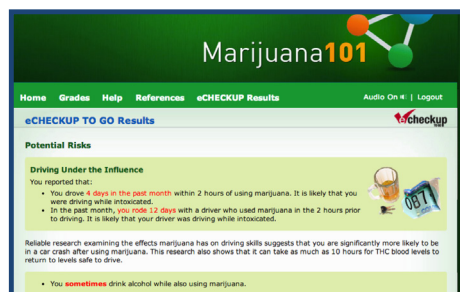 Marijuana101
Home Grades Help References eCHECKUP Results Audio On | Logout
eCHECKUP TO GO Results
echeckup
Potential Risks
Driving Under the Influence
You reported that:
• You drove 4 days in the past month within 2 hours of using marijuana. It is likely that you
were driving while intoxicated.
• In the past month, you rode 12 days with a driver who used marijuana in the 2 hours prior
to driving. It is likely that your driver was driving while intoxicated.
Reliable research examining the effects marijuana has on driving skills suggests that you are significantly more likely to be
in a car crash after using marijuana. This research also shows that it can take as much as 10 hours for THC blood levels to
return to levels safe to drive.
• You sometimes drink alcohol while also using marijuana.